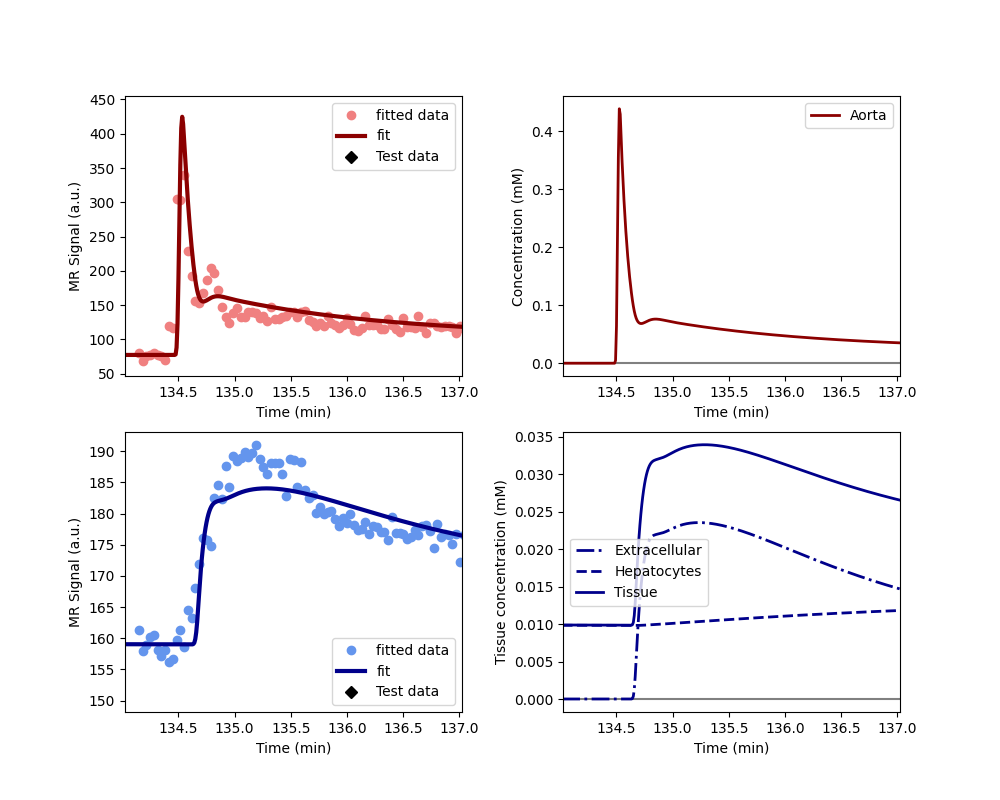 MR Signal (a.u.)
450
400
350
300
250
200
150
100
50
134.5 135.0 135.5 136.0 136.5 137.0
Time (min)
fitted data
fit
Test data
Concentration (mM)
0.4
0.3
0.2
0.1
0.0
134.5 135.0 135.5 136.0 136.5 137.0
Time (min)
Aorta
MR Signal (a.u.)
190
185
180
175
170
165
160
155
150
134.5 135.0 135.5 136.0 136.5 137.0
Time (min)
fitted data
fit
Test data
Tissue concentration (mM)
0.035
0.030
0.025
0.020
0.015
0.010
0.005
0.000
134.5 135.0 135.5 136.0 136.5 137.0
Time (min)
Extracellular
Hepatocytes
Tissue